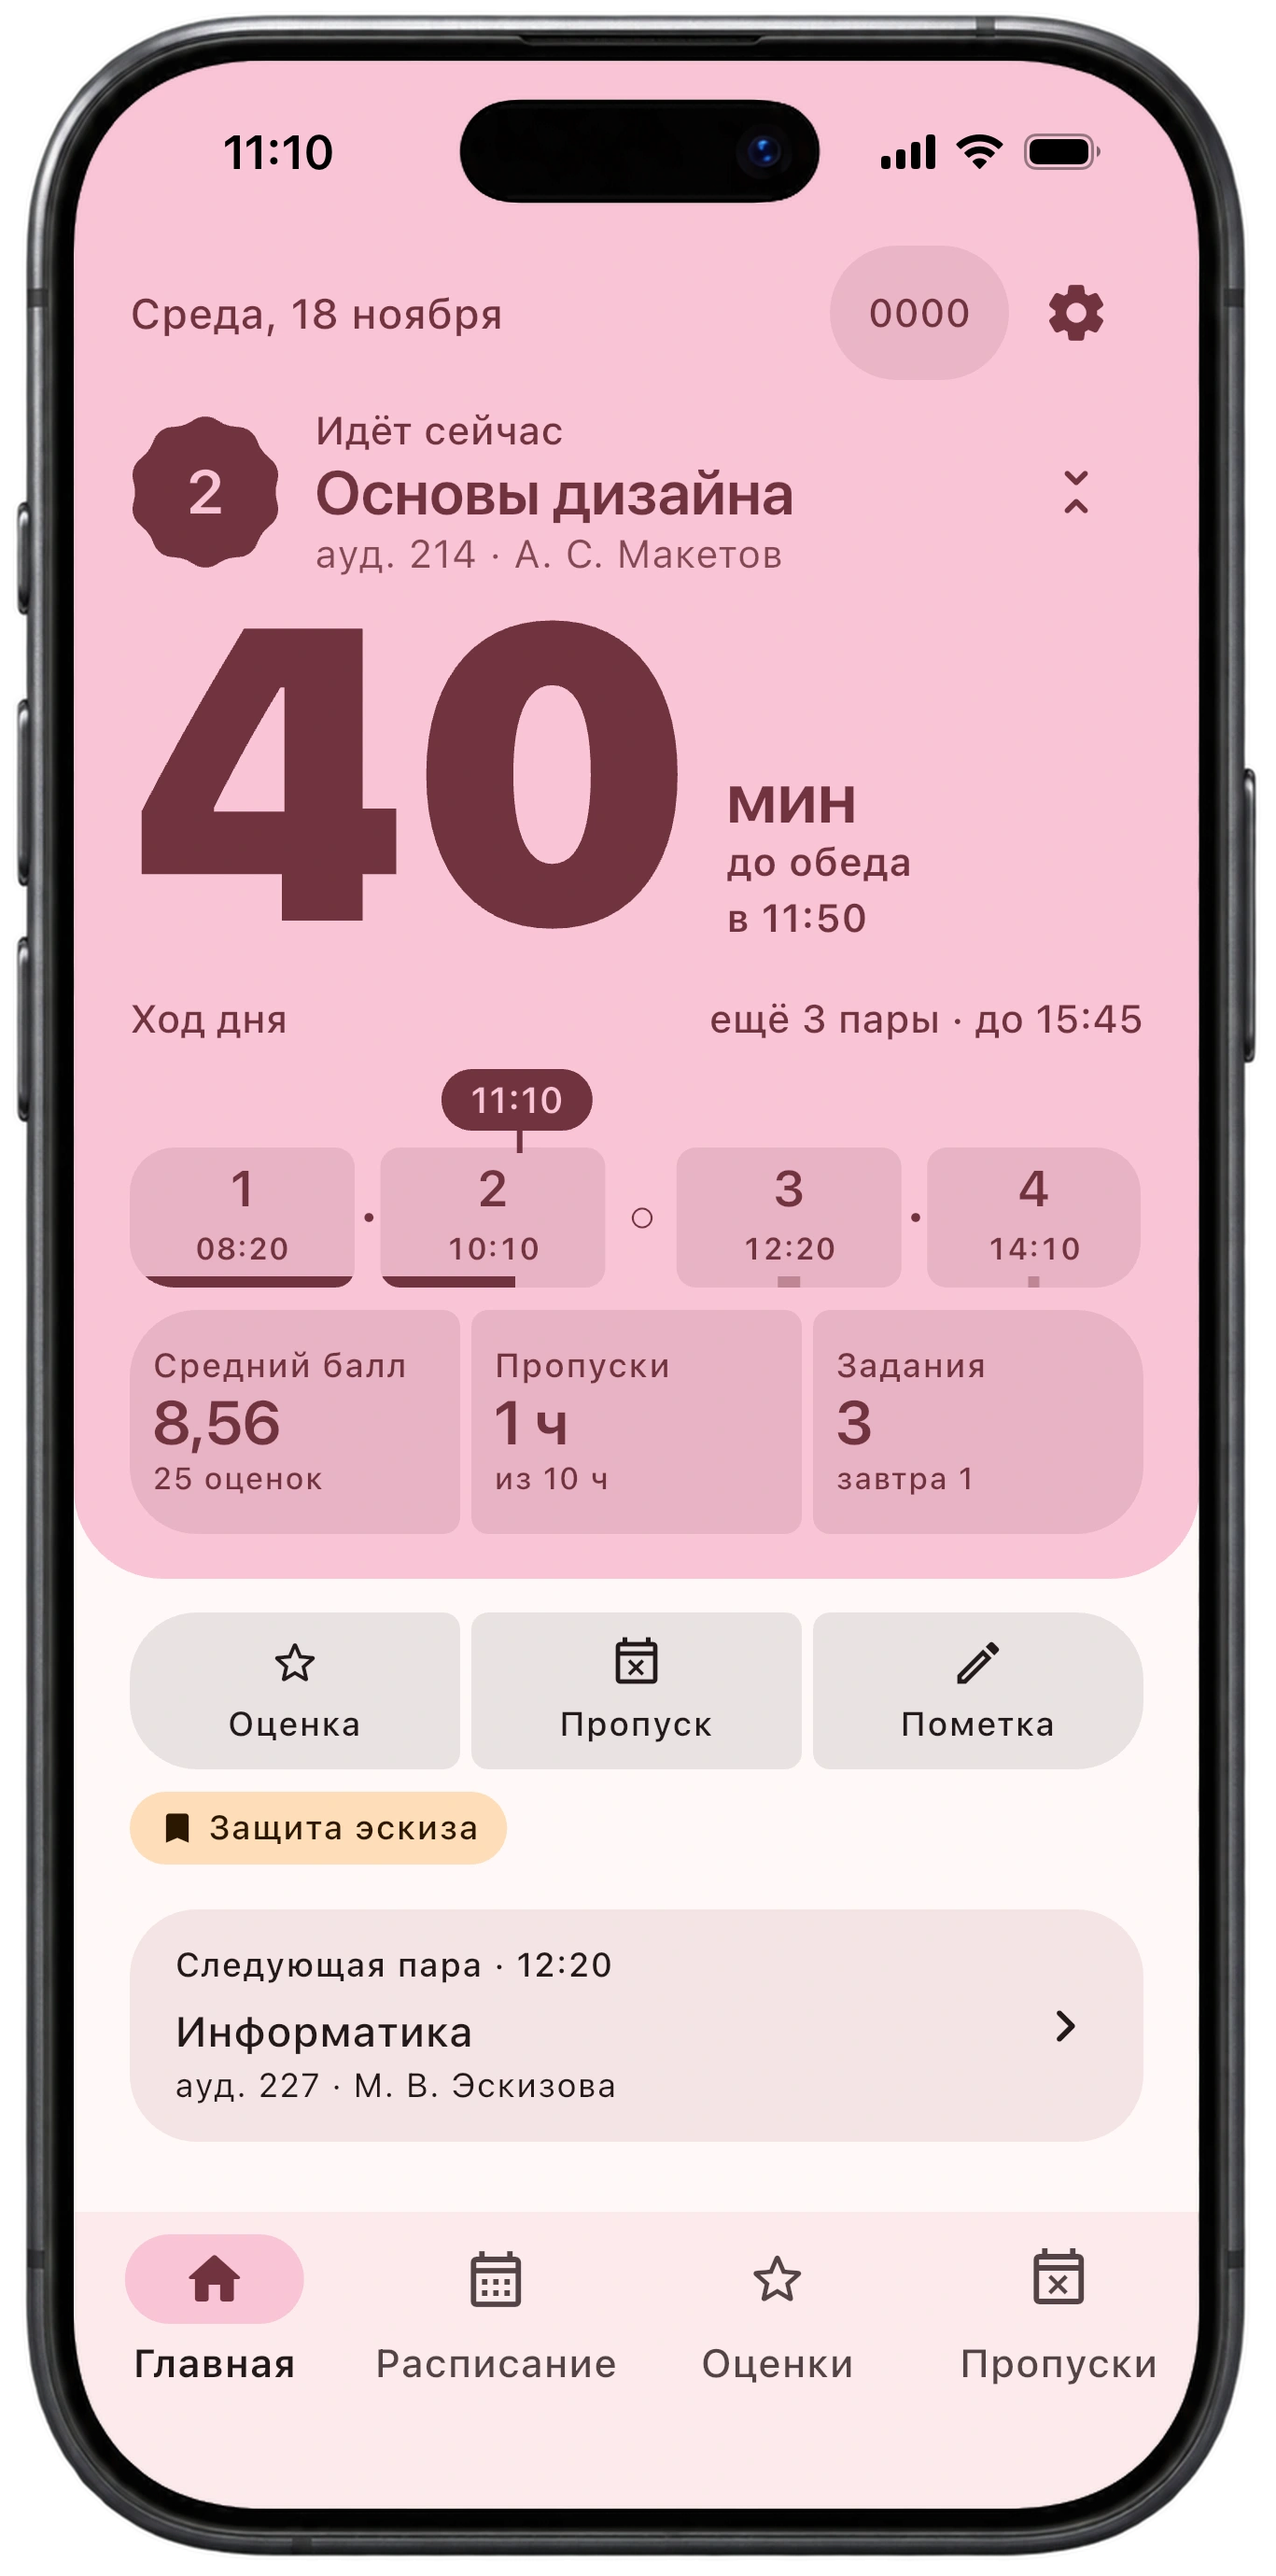 11:10
Среда, 18 ноября
0000
Идёт сейчас
2
Основы дизайна
ауд. 214 · А. С. Макетов
40
мин
до обеда
в 11:50
Ход дня
ещё 3 пары · до 15:45
11:10
1
2
3
4
08:20
10:10
12:20
14:10
Средний балл
8,56
25 оценок
Пропуски
1 ч
из 10 ч
Задания
3
завтра 1
Оценка
Пропуск
Пометка
Защита эскиза
Следующая пара · 12:20
Информатика
ауд. 227 · М. В. Эскизова
Главная
Расписание
Оценки
Пропуски